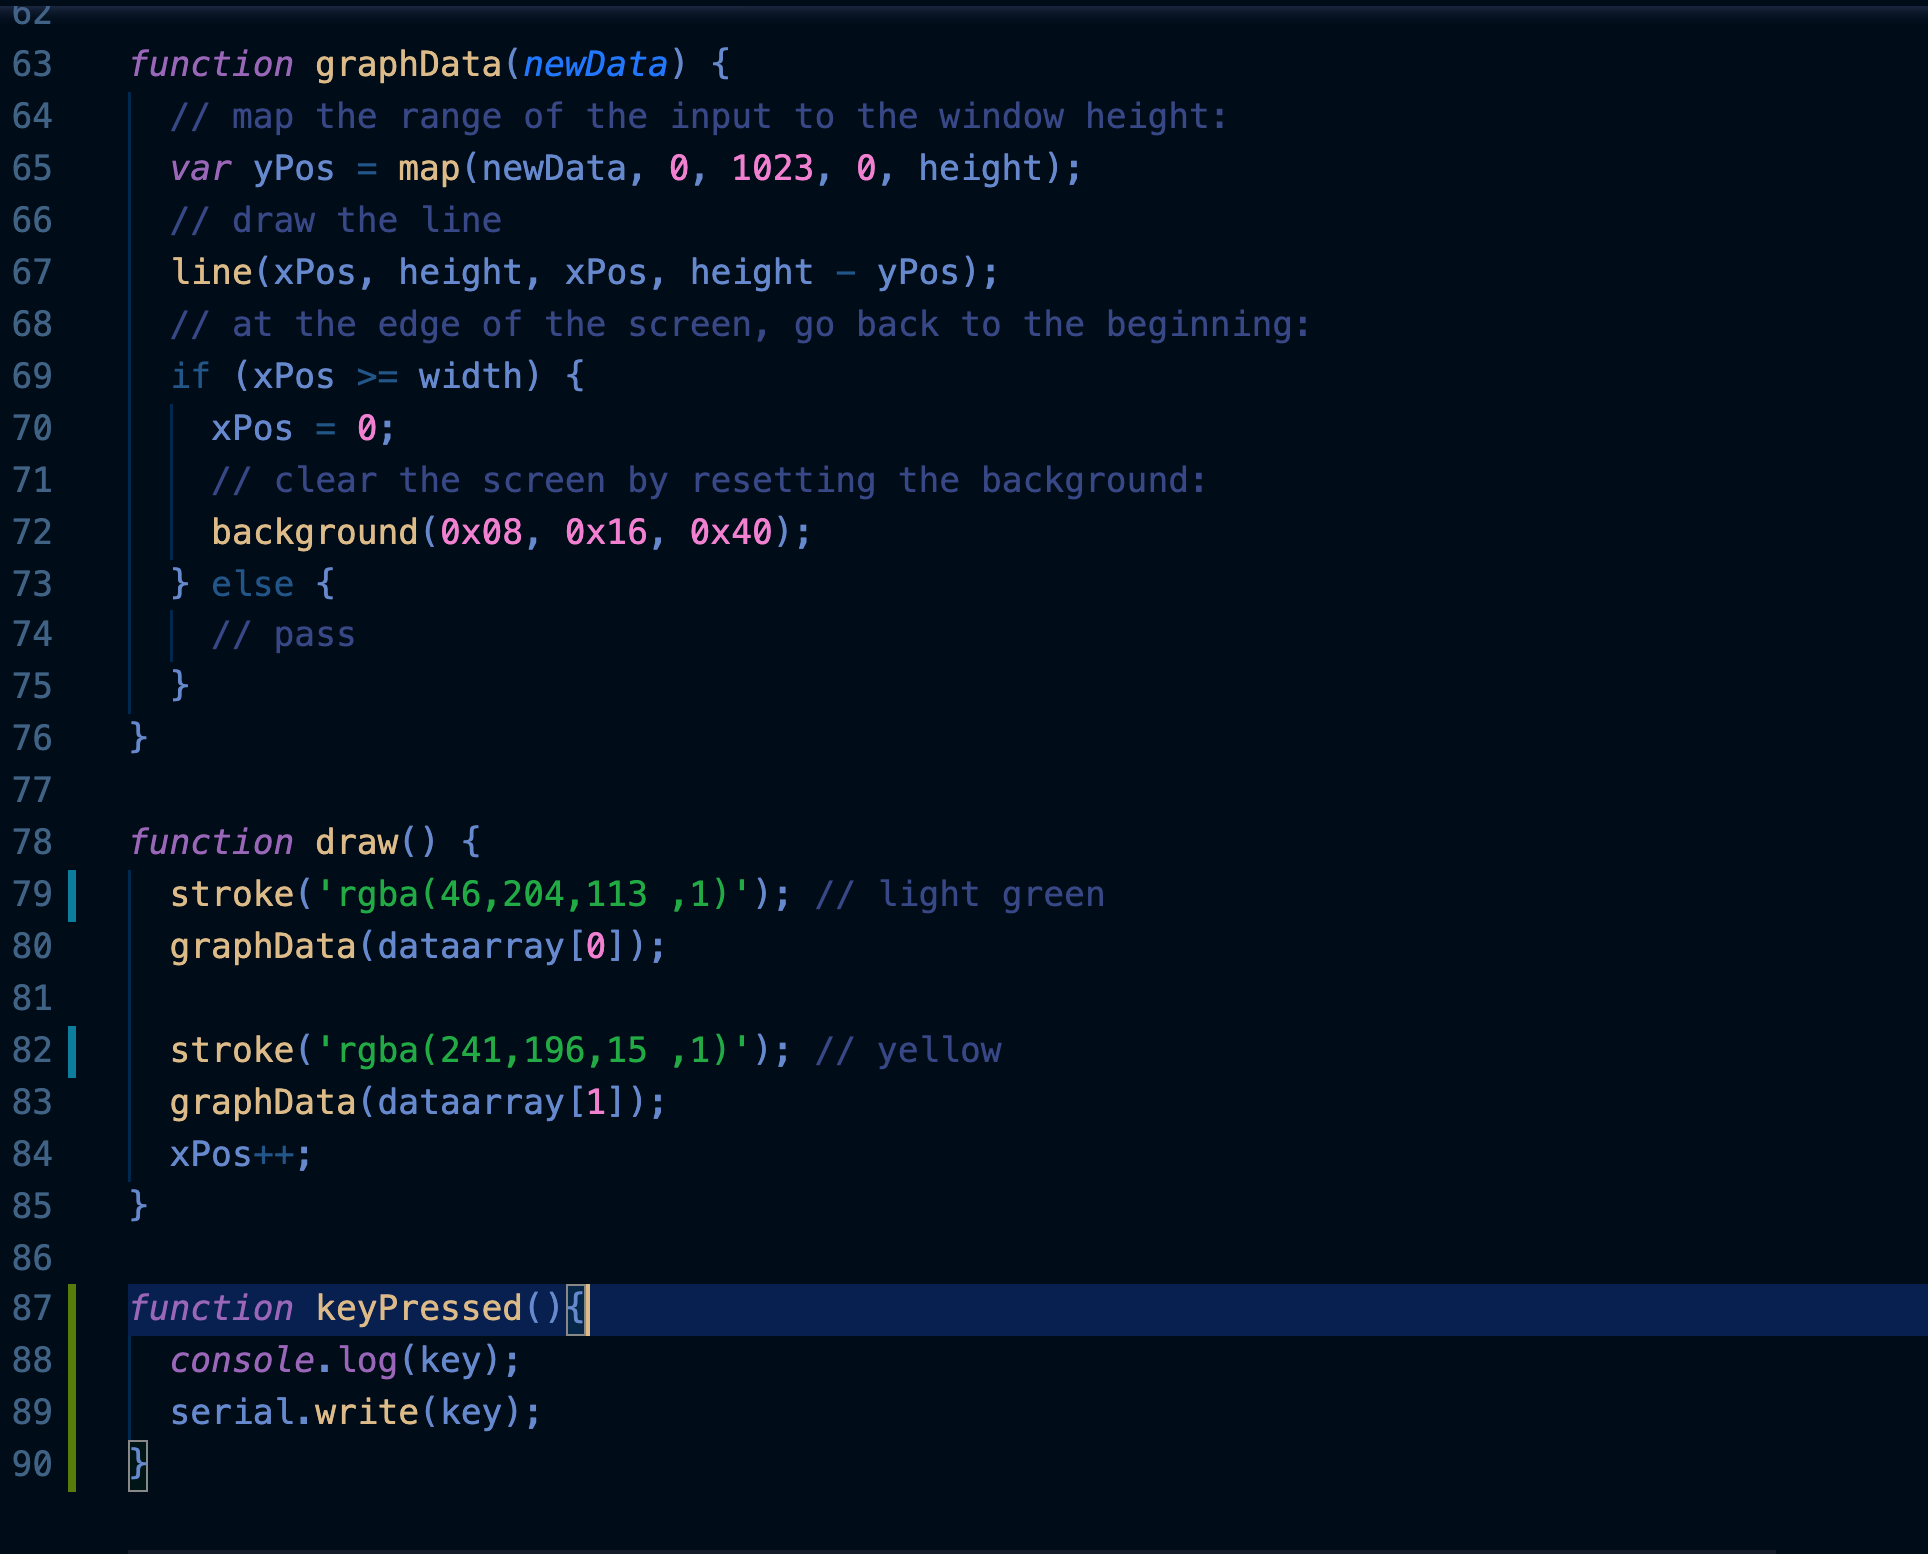 62
63 function graphData(newData) {
64 // map the range of the input to the window height:
65 var yPos = map(newData, 0, 1023, 0, height);
66 // draw the line
67 line(xPos, height, xPos, height - yPos);
68 // at the edge of the screen, go back to the beginning:
69 if (xPos >= width) {
70 xPos = 0;
71 // clear the screen by resetting the background:
72 background(0x08, 0x16, 0x40);
73 } else {
74 // pass
75 }
76 }
77
78 function draw() {
79 stroke('rgba(46,204,113 ,1)'); // light green
80 graphData(dataarray[0]);
81
82 stroke('rgba(241,196,15 ,1)'); // yellow
83 graphData(dataarray[1]);
84 xPos++;
85 }
86
87 function keyPressed(){
88 console.log(key);
89 serial.write(key);
90 }